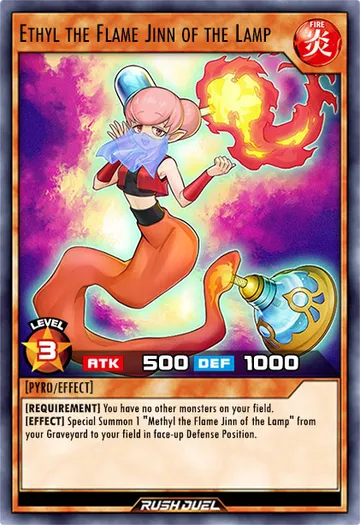 ETHYL THE FLAME JINN OF THE LAMP
FIRE
炎
LEVEL
3
ATK 500 DEF 1000
[PYRO/EFFECT]
[REQUIREMENT] You have no other monsters on your field.
[EFFECT] Special Summon 1 "Methyl the Flame Jinn of the Lamp" from
your Graveyard to your field in face-up Defense Position.
RUSH DUEL